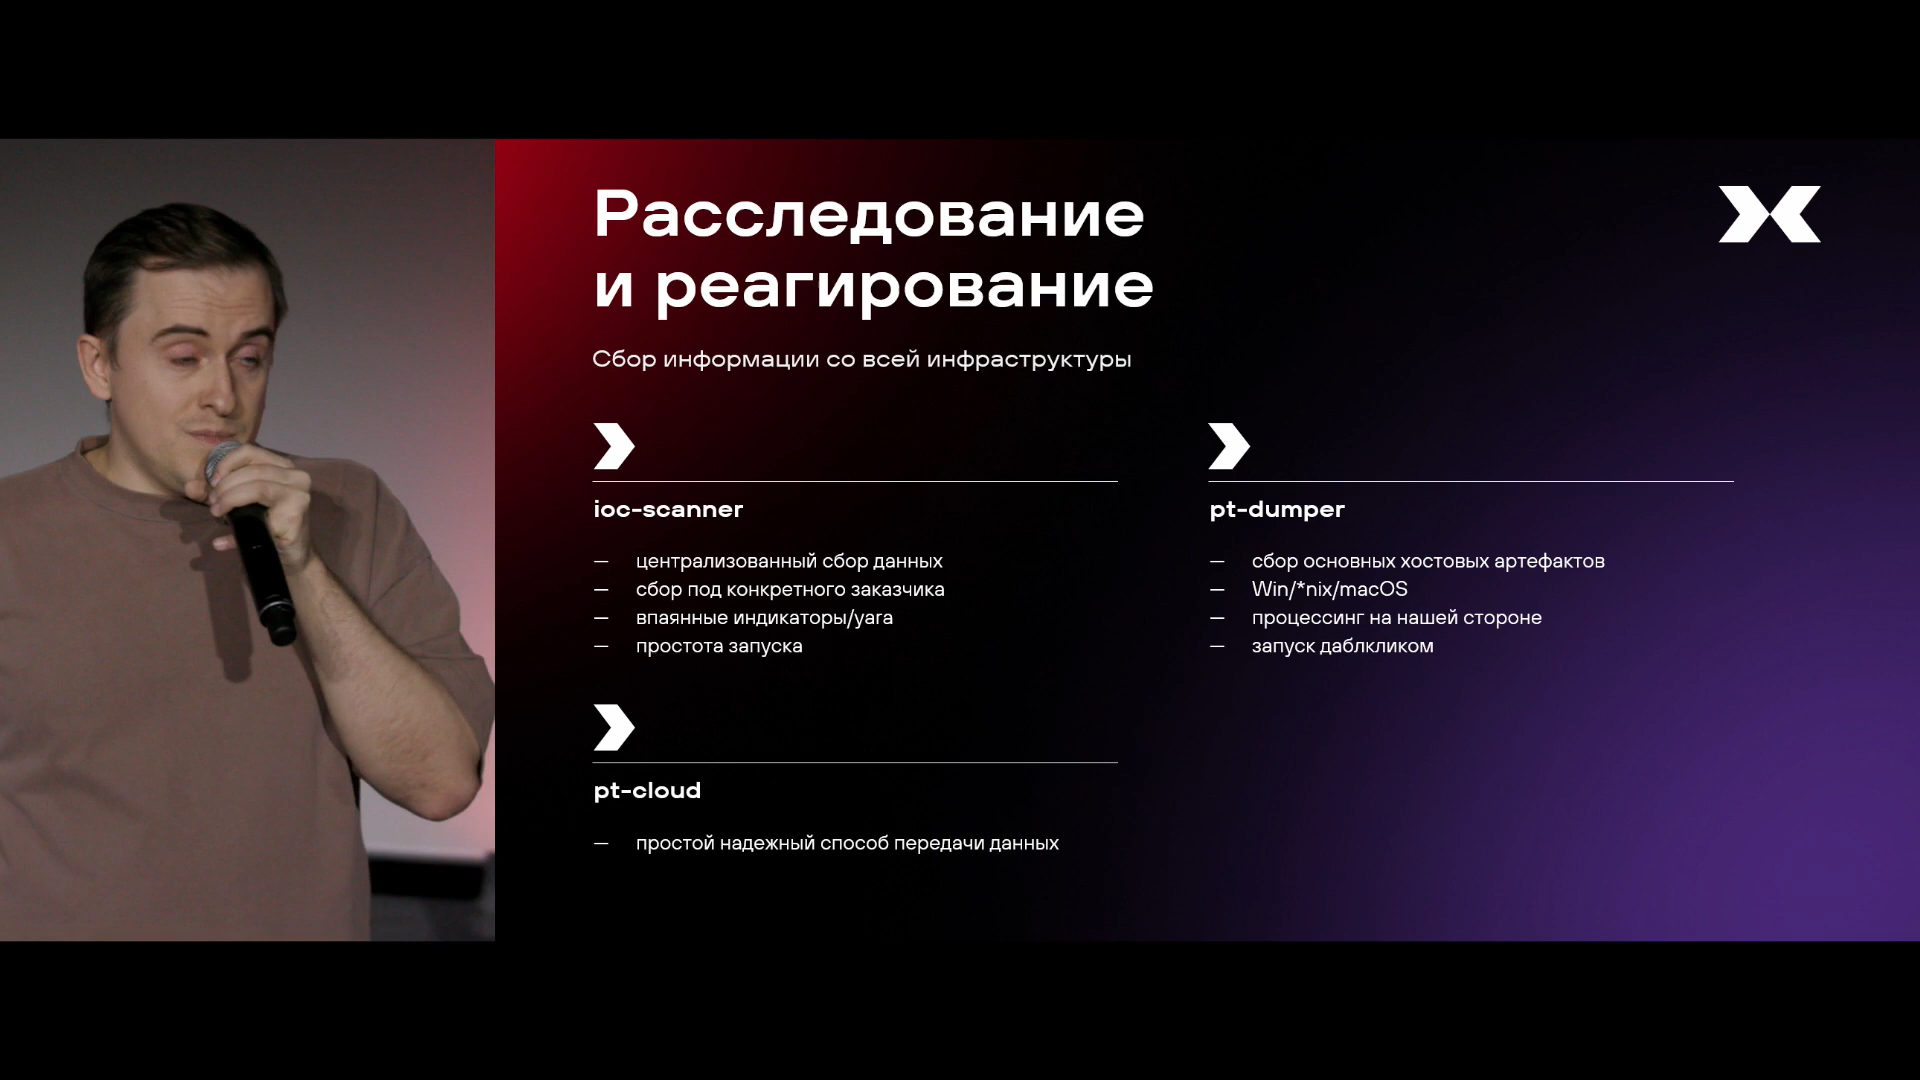 Расследование
и реагирование
Сбор информации со всей инфраструктуры
ioc-scanner
— централизованный сбор данных
— сбор под конкретного заказчика
— впаянные индикаторы/yara
— простота запуска
pt-dumper
— сбор основных хостовых артефактов
— Win/*nix/macOS
— процессинг на нашей стороне
— запуск даблкликом
pt-cloud
— простой надежный способ передачи данных